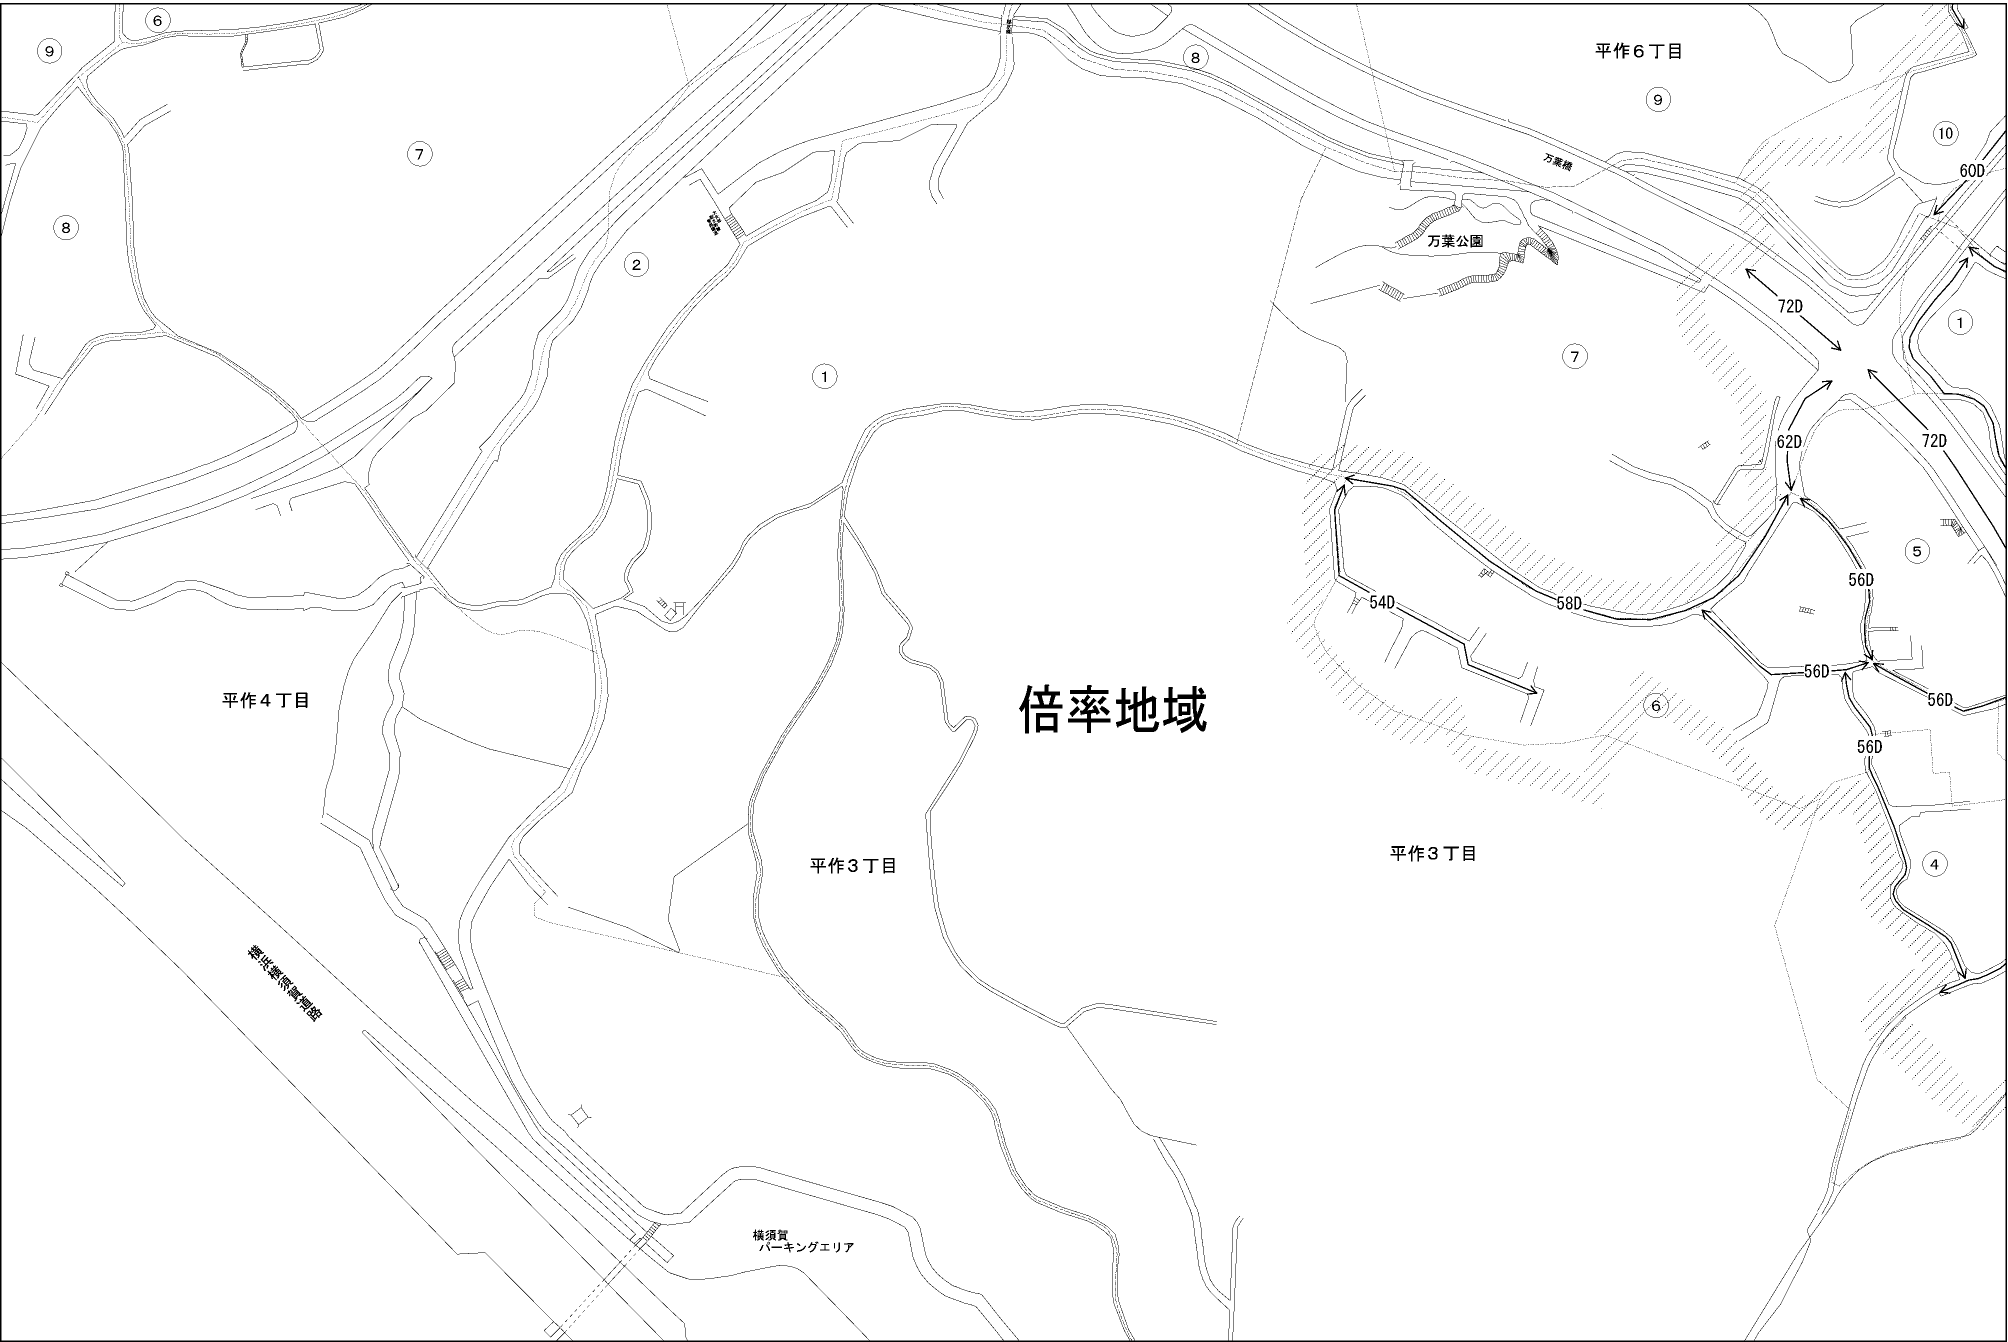 ⑥
⑨
⑧
平作６丁目
⑨
⑦
⑩
万葉橋
60D
⑧
②
万葉公園
72D
①
⑦
①
62D
72D
⑤
56D
54D
58D
56D
56D
平作４丁目
倍率地域
⑥
56D
平作３丁目
平作３丁目
④
横浜横須賀道路
横須賀
パーキングエリア